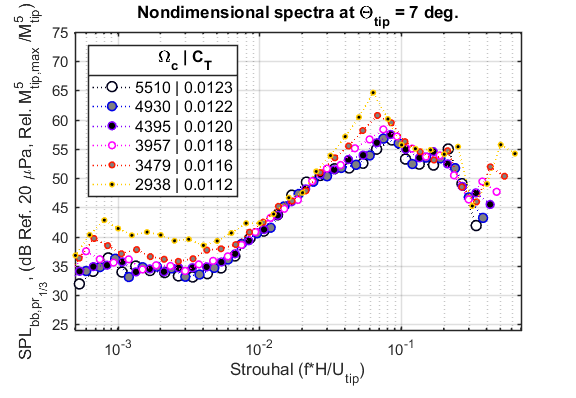 Nondimensional spectra at Θtip = 7 deg.
SPLbb,pr1/3, (dB Ref. 20 μPa, Rel. M5tip,max /M5tip)
75
70
65
60
55
50
45
40
35
30
25
Ωc | CT
5510 | 0.0123
4930 | 0.0122
4395 | 0.0120
3957 | 0.0118
3479 | 0.0116
2938 | 0.0112
10-3 10-2 10-1
Strouhal (f*H/Utip)